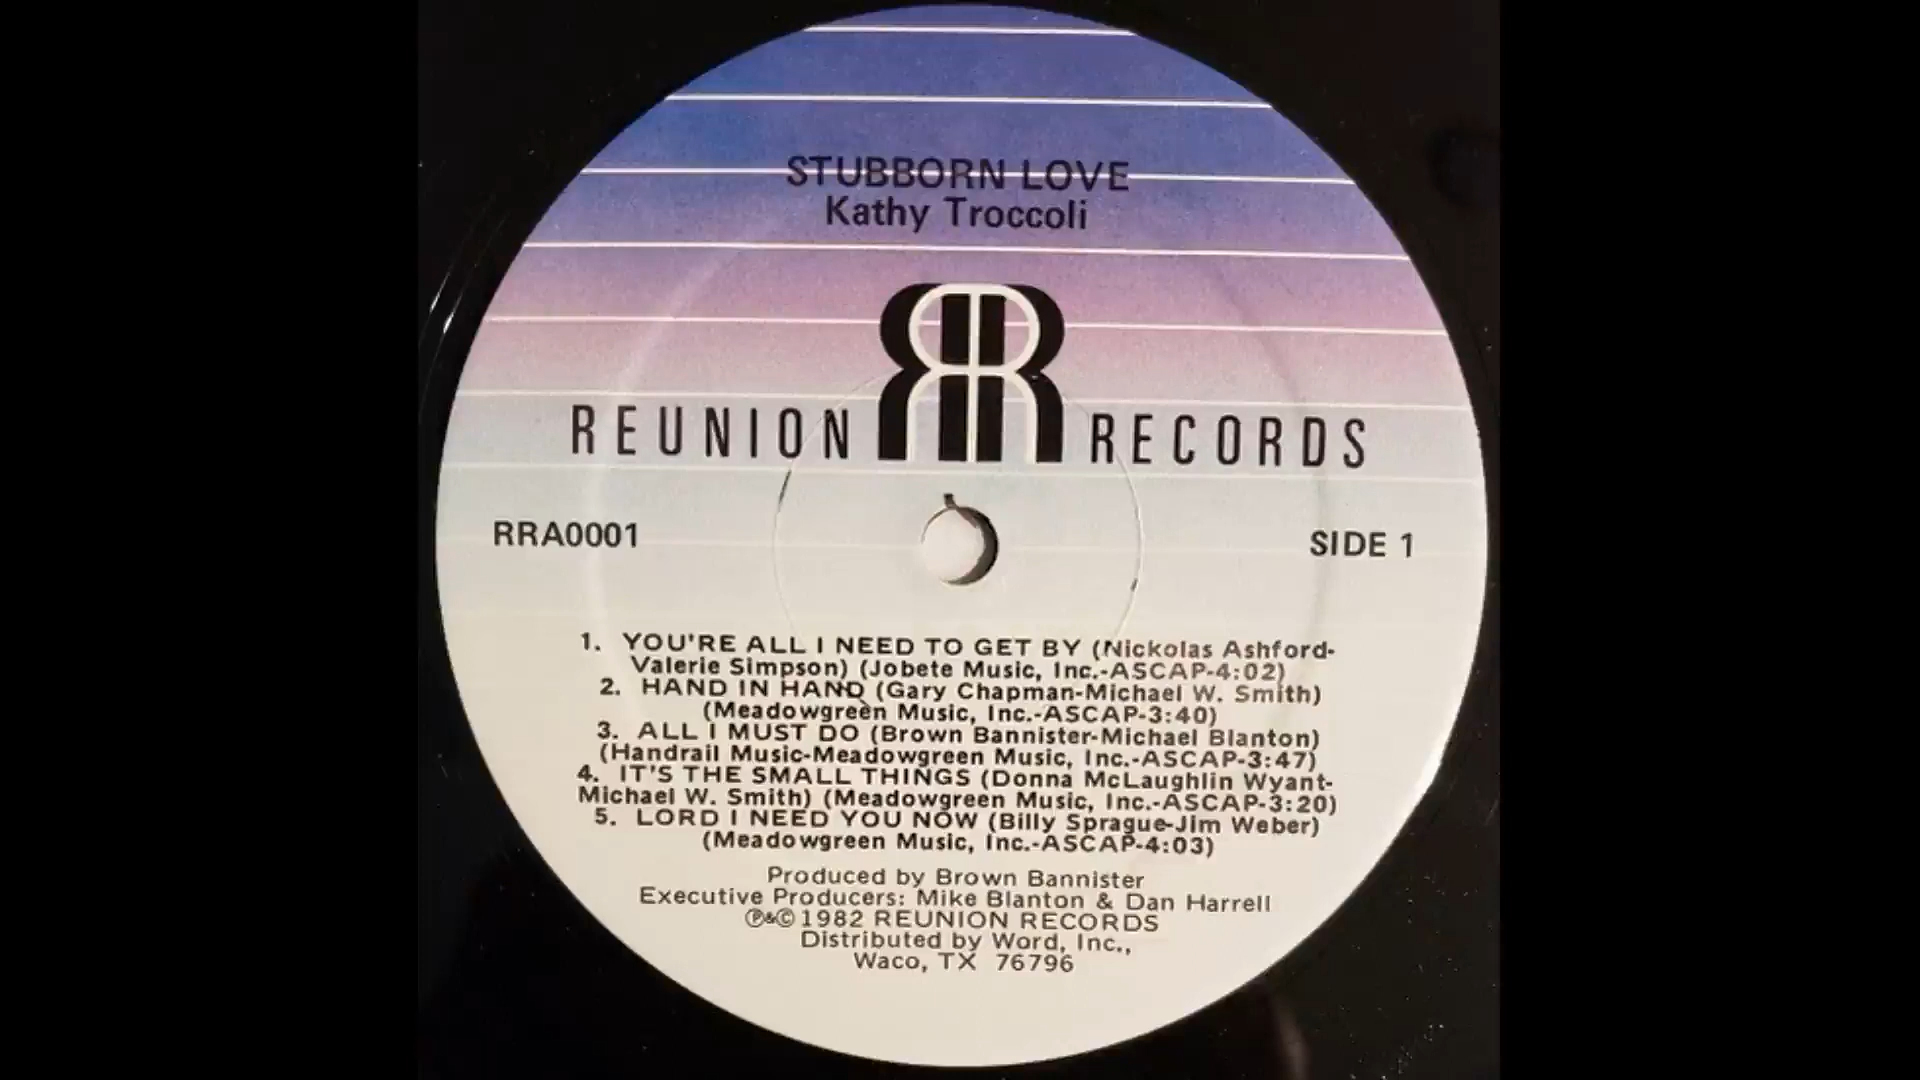 STUBBORN LOVE
Kathy Troccoli
REUNION RR RECORDS
RRA0001 SIDE 1
1. YOU'RE ALL I NEED TO GET BY (Nickolas Ashford-
Valerie Simpson) (Jobete Music, Inc.-ASCAP-4:02)
2. HAND IN HAND (Gary Chapman-Michael W. Smith)
(Meadowgreen Music, Inc.-ASCAP-3:40)
3. ALL I MUST DO (Brown Bannister-Michael Blanton)
(Handrail Music-Meadowgreen Music, Inc.-ASCAP-3:47)
4. IT'S THE SMALL THINGS (Donna McLaughlin Wyant-
Michael W. Smith) (Meadowgreen Music, Inc.-ASCAP-3:20)
5. LORD I NEED YOU NOW (Billy Sprague-Jim Weber)
(Meadowgreen Music, Inc.-ASCAP-4:03)
Produced by Brown Bannister
Executive Producers: Mike Blanton & Dan Harrell
℗&© 1982 REUNION RECORDS
Distributed by Word, Inc.,
Waco, TX 76796